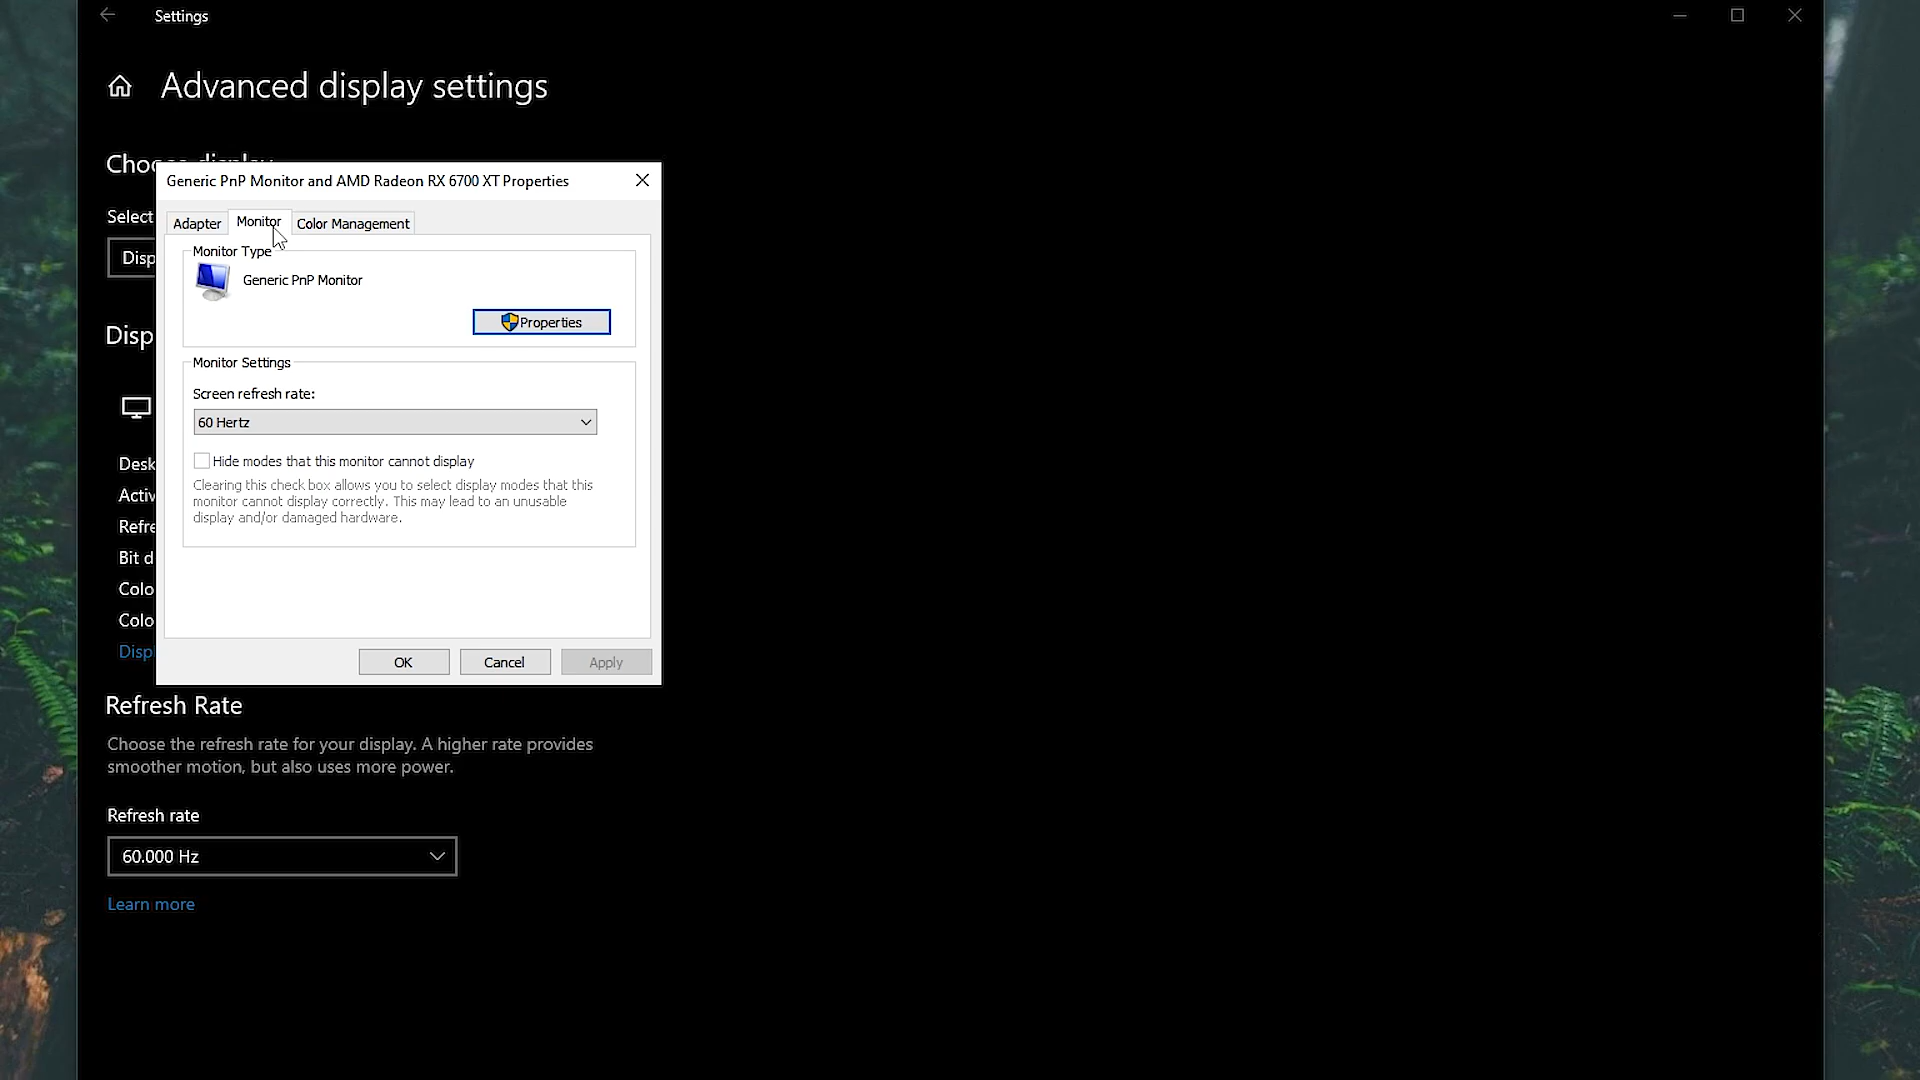 Settings
Advanced display settings
Generic PnP Monitor and AMD Radeon RX 6700 XT Properties
Select
Adapter
Monitor
Color Management
Monitor Type
Disp
Generic PnP Monitor
Properties
Disp
Monitor Settings
Screen refresh rate:
60 Hertz
Desk
Hide modes that this monitor cannot display
Clearing this check box allows you to select display modes that this
monitor cannot display correctly. This may lead to an unusable
display and/or damaged hardware.
Activ
Refre
Bit d
Colo
Colo
Disp
OK
Cancel
Apply
Refresh Rate
Choose the refresh rate for your display. A higher rate provides
smoother motion, but also uses more power.
Refresh rate
60.000 Hz
Learn more